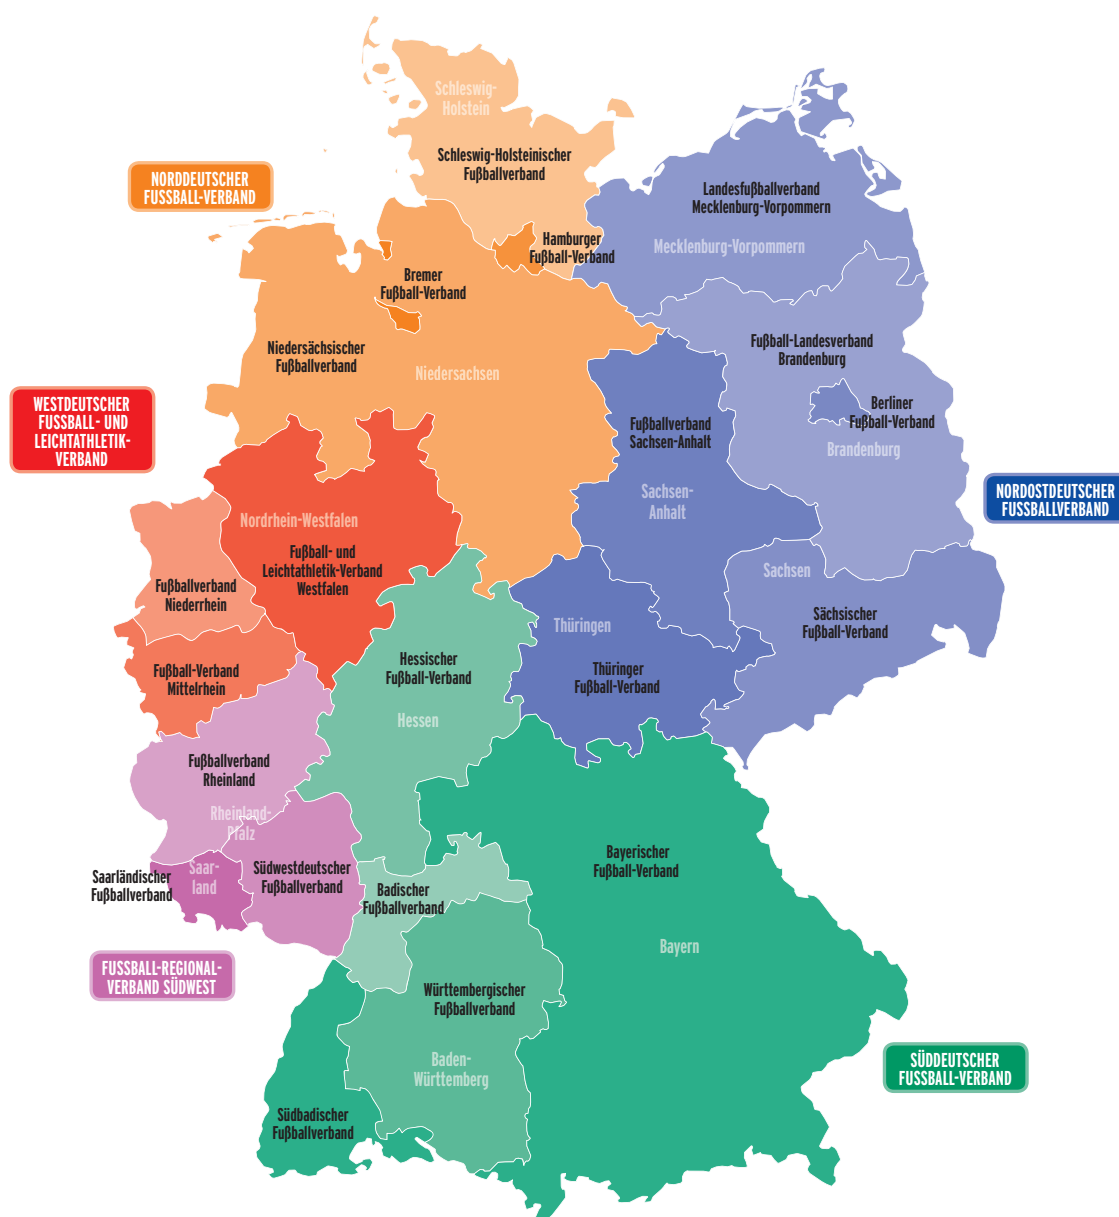 Schleswig-
Holstein
Schleswig-Holsteinischer
Fußballverband
NORDDEUTSCHER
FUSSBALL-VERBAND
Landesfußballverband
Mecklenburg-Vorpommern
Mecklenburg-Vorpommern
Hamburger
Fußball-Verband
Bremer
Fußball-Verband
Niedersächsischer
Fußballverband
Niedersachsen
Fußball-Landesverband
Brandenburg
Berliner
Fußball-Verband
Brandenburg
WESTDEUTSCHER
FUSSBALL- UND
LEICHTATHLETIK-
VERBAND
Fußballverband
Sachsen-Anhalt
Sachsen-
Anhalt
NORDOSTDEUTSCHER
FUSSBALLVERBAND
Nordrhein-Westfalen
Fußball- und
Leichtathletik-Verband
Westfalen
Fußballverband
Niederrhein
Sachsen
Sächsischer
Fußball-Verband
Thüringen
Thüringer
Fußball-Verband
Hessischer
Fußball-Verband
Hessen
Fußball-Verband
Mittelrhein
Fußballverband
Rheinland
Rheinland-
Pfalz
Saarländischer
Fußballverband
Saar-
land
Südwestdeutscher
Fußballverband
Badischer
Fußballverband
Bayerischer
Fußball-Verband
Bayern
FUSSBALL-REGIONAL-
VERBAND SÜDWEST
Württembergischer
Fußballverband
Baden-
Württemberg
SÜDDEUTSCHER
FUSSBALL-VERBAND
Südbadischer
Fußballverband